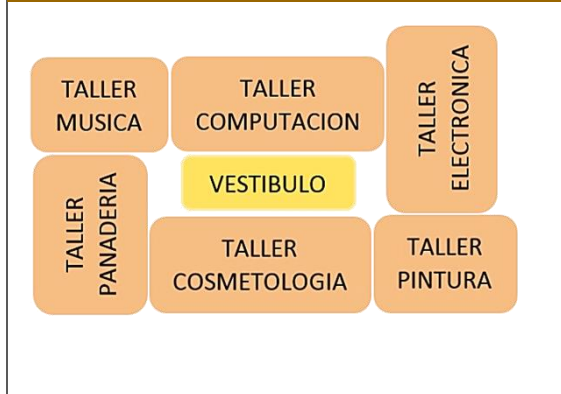 TALLER
MUSICA
TALLER
COMPUTACION
TALLER
ELECTRONICA
VESTIBULO
TALLER
PANADERIA
TALLER
COSMETOLOGIA
TALLER
PINTURA